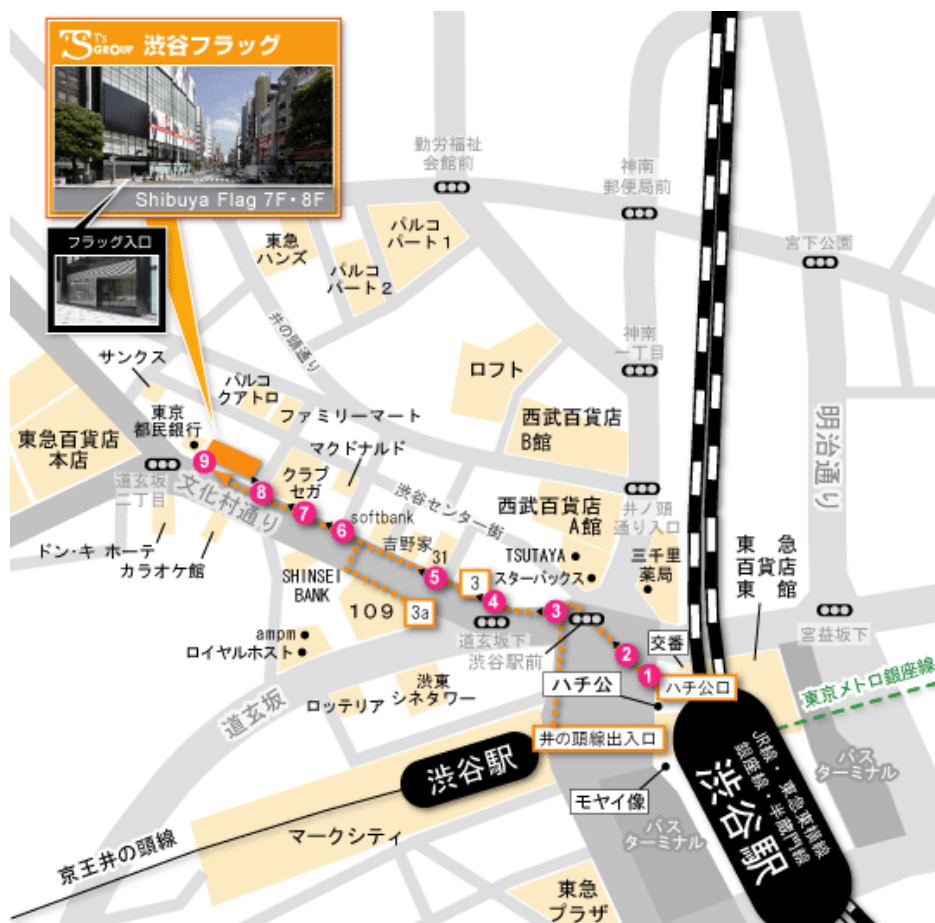 T's
TS GROUP 渋谷フラッグ
Shibuya Flag 7F・8F
フラッグ入口
勤労福祉
会館前
神南
郵便局前
宮下公園
パルコ
パート1
東急
ハンズ
パルコ
パート2
井の頭通り
神南
一丁目
サンクス
パルコ
クアトロ
ロフト
ファミリーマート
西武百貨店
B館
明治通り
東京
都民銀行
東急百貨店
本店
マクドナルド
9
道玄坂
二丁目
クラブ
セガ
8
文化村通り
7
渋谷センター街
西武百貨店
A館
井ノ頭
通り入口
softbank
6
ドン・キ ホーテ
カラオケ館
吉野家
31
TSUTAYA
スターバックス
三千里
薬局
東急
百貨店
東館
SHINSEI
BANK
5
3
4
3
109
3a
道玄坂下
渋谷駅前
宮益坂下
ampm
ロイヤルホスト
2
交番
1
ハチ公
ハチ公口
東京メトロ銀座線
道玄坂
ロッテリア
渋東
シネタワー
井の頭線出入口
渋谷駅
JR線・東急東横線
銀座線・半蔵門線
渋谷駅
バス
ターミナル
モヤイ像
マークシティ
バス
ターミナル
京王井の頭線
東急
プラザ